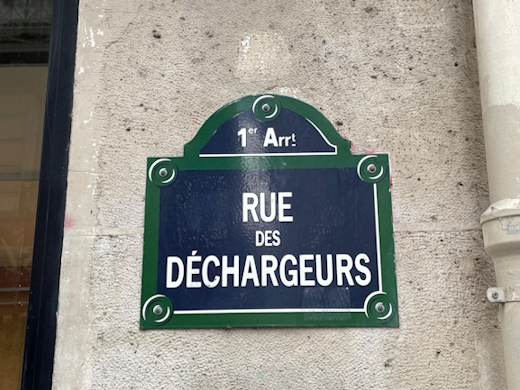 1er Arrt
RUE
DES
DÉCHARGEURS